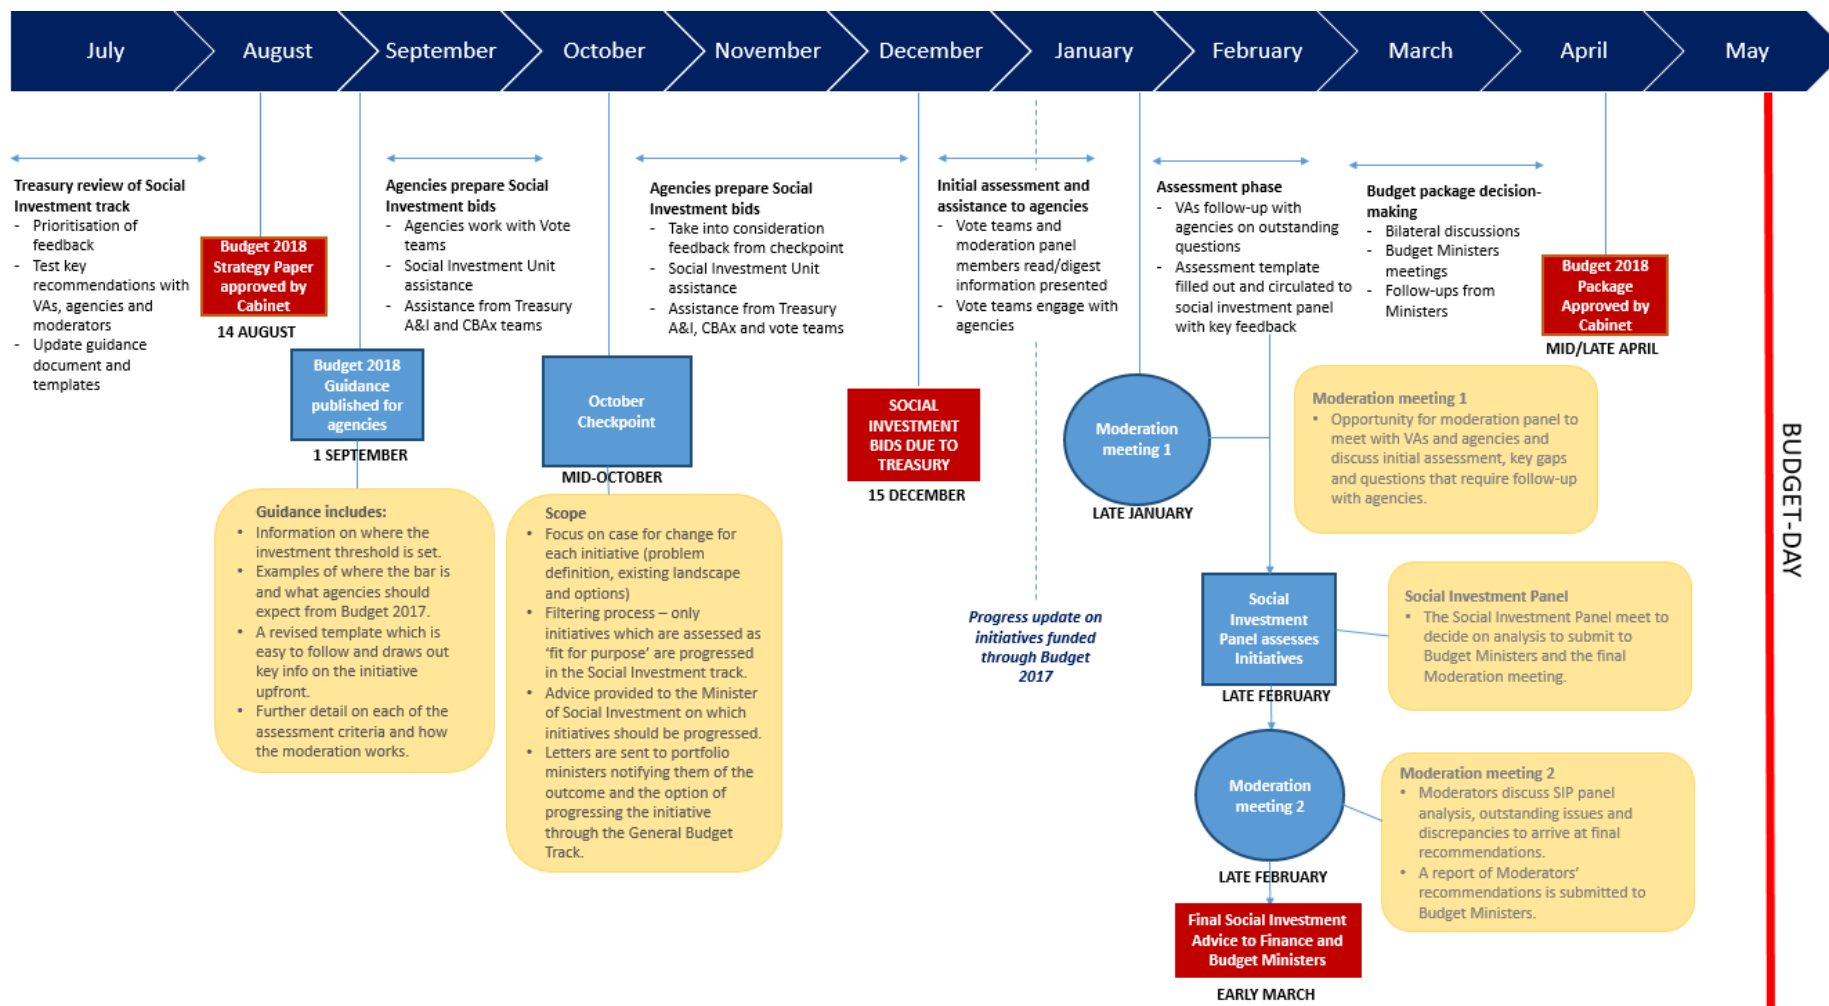 July
August
September
October
November
December
January
February
March
April
May
Treasury review of Social
Investment track
- Prioritisation of
feedback
- Test key
recommendations with
VAs, agencies and
moderators
- Update guidance
document and
templates
Budget 2018
Strategy Paper
approved by
Cabinet
14 AUGUST
Budget 2018
Guidance
published for
agencies
1 SEPTEMBER
Guidance includes:
• Information on where the
investment threshold is set.
• Examples of where the bar is
and what agencies should
expect from Budget 2017.
• A revised template which is
easy to follow and draws out
key info on the initiative
upfront.
• Further detail on each of the
assessment criteria and how
the moderation works.
Agencies prepare Social
Investment bids
- Agencies work with Vote
teams
- Social Investment Unit
assistance
- Assistance from Treasury
A&I and CBAx teams
October
Checkpoint
MID-OCTOBER
Scope
• Focus on case for change for
each initiative (problem
definition, existing landscape
and options)
• Filtering process – only
initiatives which are assessed as
‘fit for purpose’ are progressed
in the Social Investment track.
• Advice provided to the Minister
of Social Investment on which
initiatives should be progressed.
• Letters are sent to portfolio
ministers notifying them of the
outcome and the option of
progressing the initiative
through the General Budget
Track.
Agencies prepare Social
Investment bids
- Take into consideration
feedback from checkpoint
- Social Investment Unit
assistance
- Assistance from Treasury
A&I, CBAx and vote teams
SOCIAL
INVESTMENT
BIDS DUE TO
TREASURY
15 DECEMBER
Initial assessment and
assistance to agencies
- Vote teams and
moderation panel
members read/digest
information presented
- Vote teams engage with
agencies
Progress update on
initiatives funded
through Budget
2017
Moderation
meeting 1
LATE JANUARY
Assessment phase
- VAs follow-up with
agencies on outstanding
questions
- Assessment template
filled out and circulated to
social investment panel
with key feedback
Budget package decision-
making
- Bilateral discussions
- Budget Ministers
meetings
- Follow-ups from
Ministers
Budget 2018
Package
Approved by
Cabinet
MID/LATE APRIL
Moderation meeting 1
• Opportunity for moderation panel to
meet with VAs and agencies and
discuss initial assessment, key gaps
and questions that require follow-up
with agencies.
Social
Investment
Panel assesses
Initiatives
LATE FEBRUARY
Social Investment Panel
• The Social Investment Panel meet to
decide on analysis to submit to
Budget Ministers and the final
Moderation meeting.
Moderation
meeting 2
LATE FEBRUARY
Moderation meeting 2
• Moderators discuss SIP panel
analysis, outstanding issues and
discrepancies to arrive at final
recommendations.
• A report of Moderators’
recommendations is submitted to
Budget Ministers.
Final Social Investment
Advice to Finance and
Budget Ministers
EARLY MARCH
BUDGET-DAY